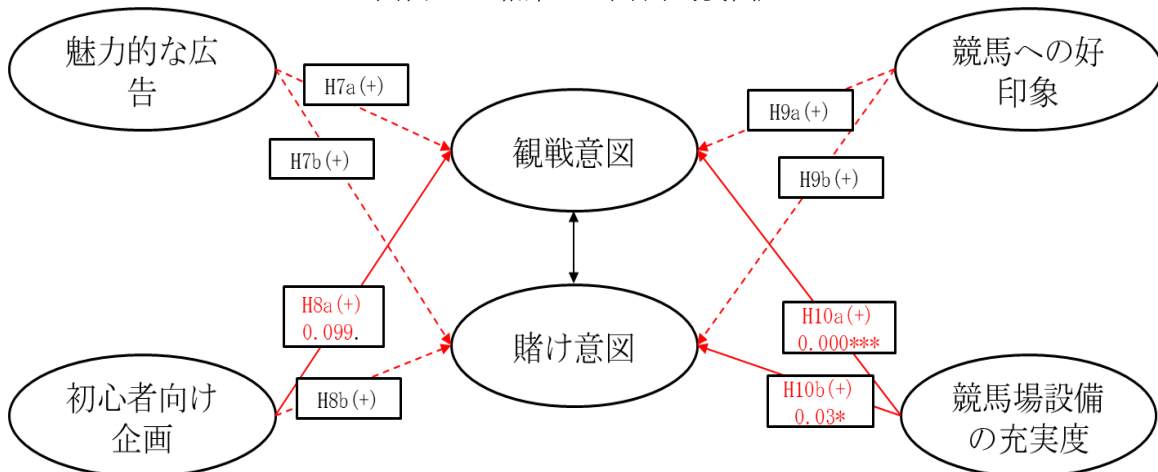 魅力的な広
告
競馬への好
印象
H7a(+)
H9a(+)
観戦意図
H7b(+)
H9b(+)
H8a(+)
0.099.
賭け意図
H10a(+)
0.000***
初心者向け
企画
H8b(+)
H10b(+)
0.03*
競馬場設備
の充実度